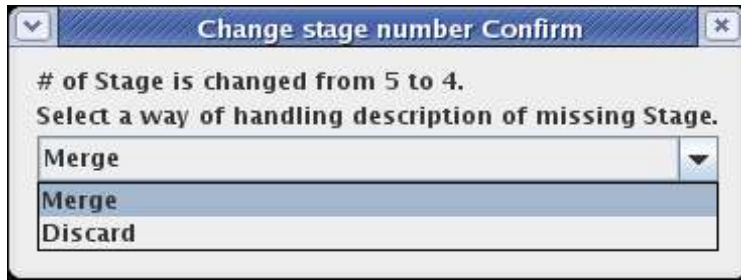 Change stage number Confirm
# of Stage is changed from 5 to 4.
Select a way of handling description of missing Stage.
Merge
Merge
Discard